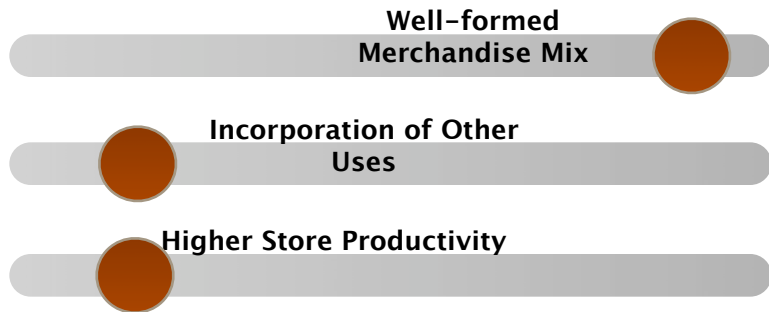 Well-formed
Merchandise Mix
Incorporation of Other
Uses
Higher Store Productivity